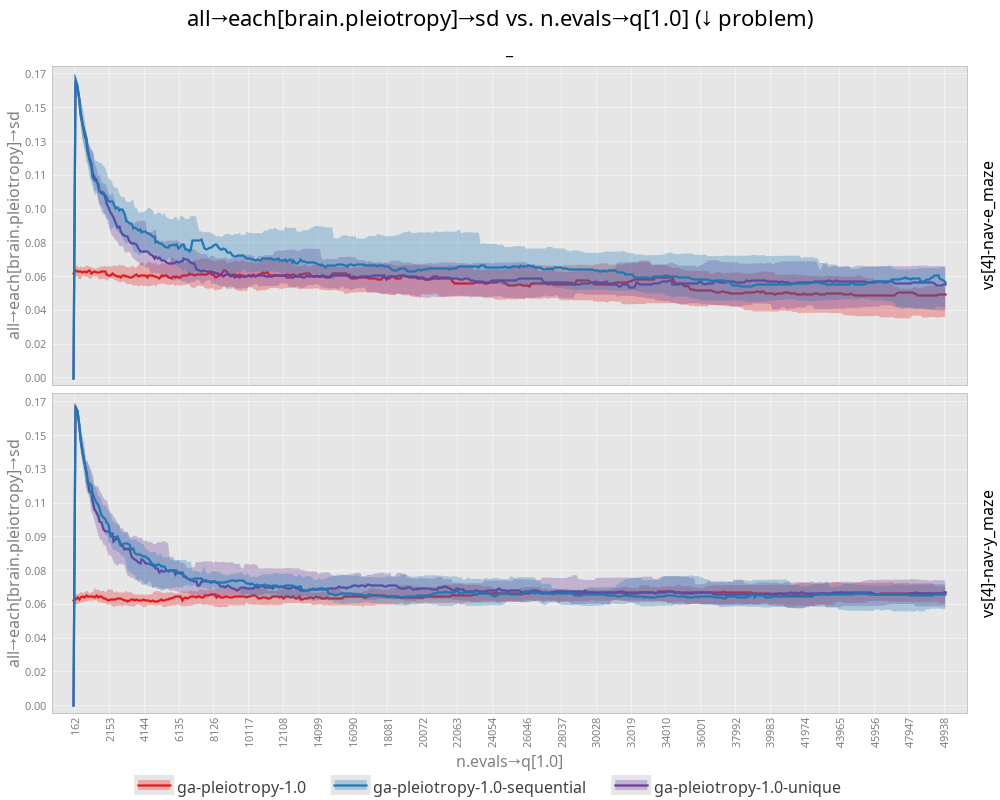 all→each[brain.pleiotropy]→sd vs. n.evals→q[1.0] (↓ problem)
–
all→each[brain.pleiotropy]→sd
0.17
0.15
0.13
0.11
0.10
0.08
0.06
0.04
0.02
0.00
vs[4]-nav-e_maze
all→each[brain.pleiotropy]→sd
0.17
0.15
0.13
0.11
0.09
0.08
0.06
0.04
0.02
0.00
vs[4]-nav-y_maze
162 2153 4144 6135 8126 10117 12108 14099 16090 18081 20072 22063 24054 26046 28037 30028 32019 34010 36001 37992 39983 41974 43965 45956 47947 49938
n.evals→q[1.0]
ga-pleiotropy-1.0 ga-pleiotropy-1.0-sequential ga-pleiotropy-1.0-unique